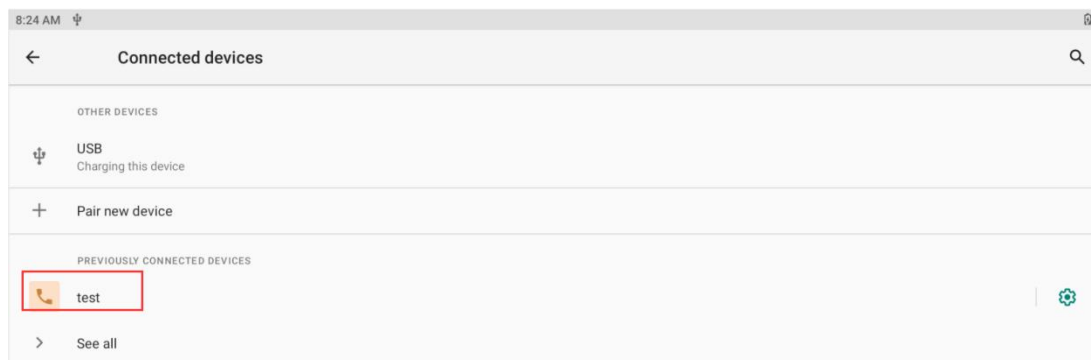 8:24 AM
Connected devices
OTHER DEVICES
USB
Charging this device
Pair new device
PREVIOUSLY CONNECTED DEVICES
test
See all